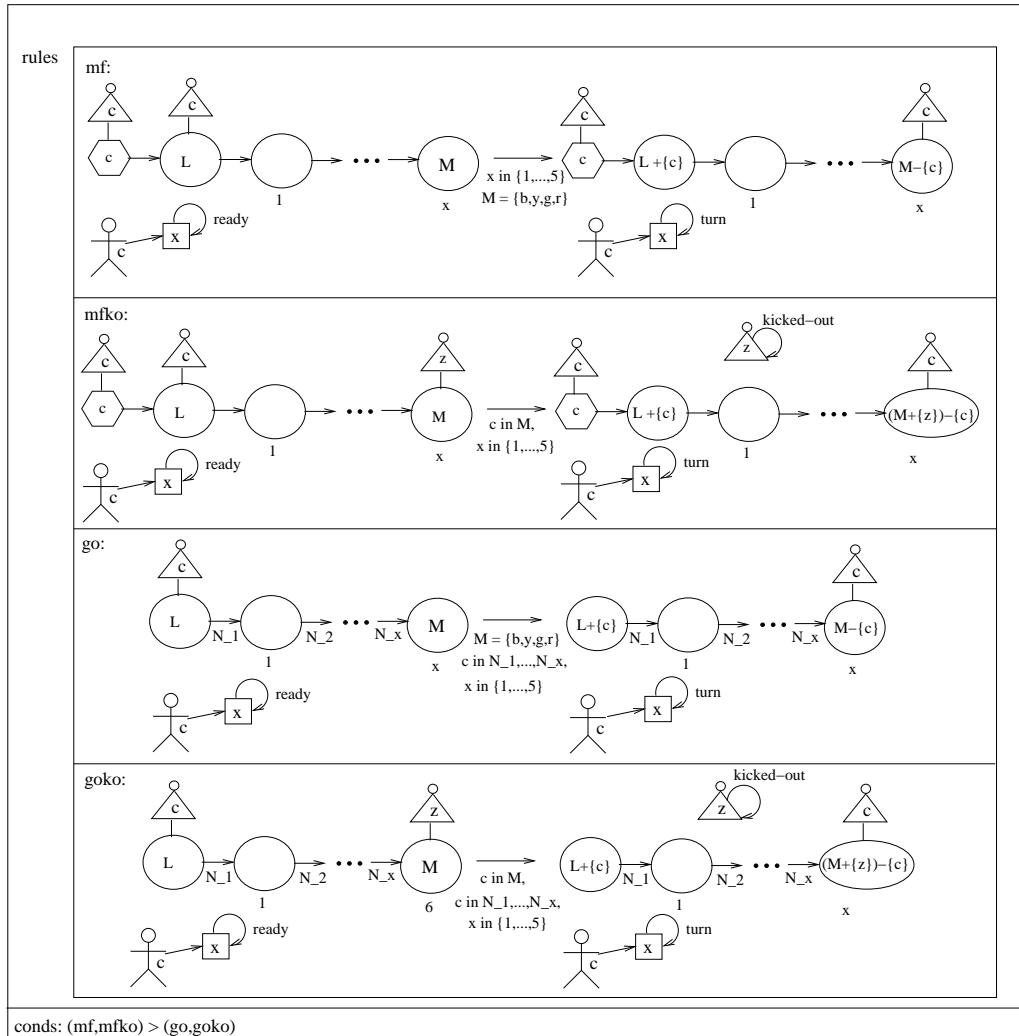 rules
mf:
c c c c
c L M c L +{c} M−{c}
x in {1,...,5}
1 x M = {b,y,g,r} 1 x
ready turn
x x
c c
mfko:
kicked−out
c c z c z c
c L M c L +{c} (M+{z})−{c}
c in M,
1 x x in {1,...,5} 1 x
ready turn
x x
c c
go:
c c
L M L+{c} M−{c}
N_1 N_2 N_x M = {b,y,g,r} N_1 N_2 N_x
1 x c in N_1,...,N_x, 1 x
x in {1,...,5}
ready turn
x x
c c
goko:
kicked−out
c z z c
L M L+{c} (M+{z})−{c}
N_1 N_2 N_x c in M, N_1 N_2 N_x
1 6 c in N_1,...,N_x, 1 x
x in {1,...,5}
ready turn
x x
c c
conds: (mf,mfko) > (go,goko)